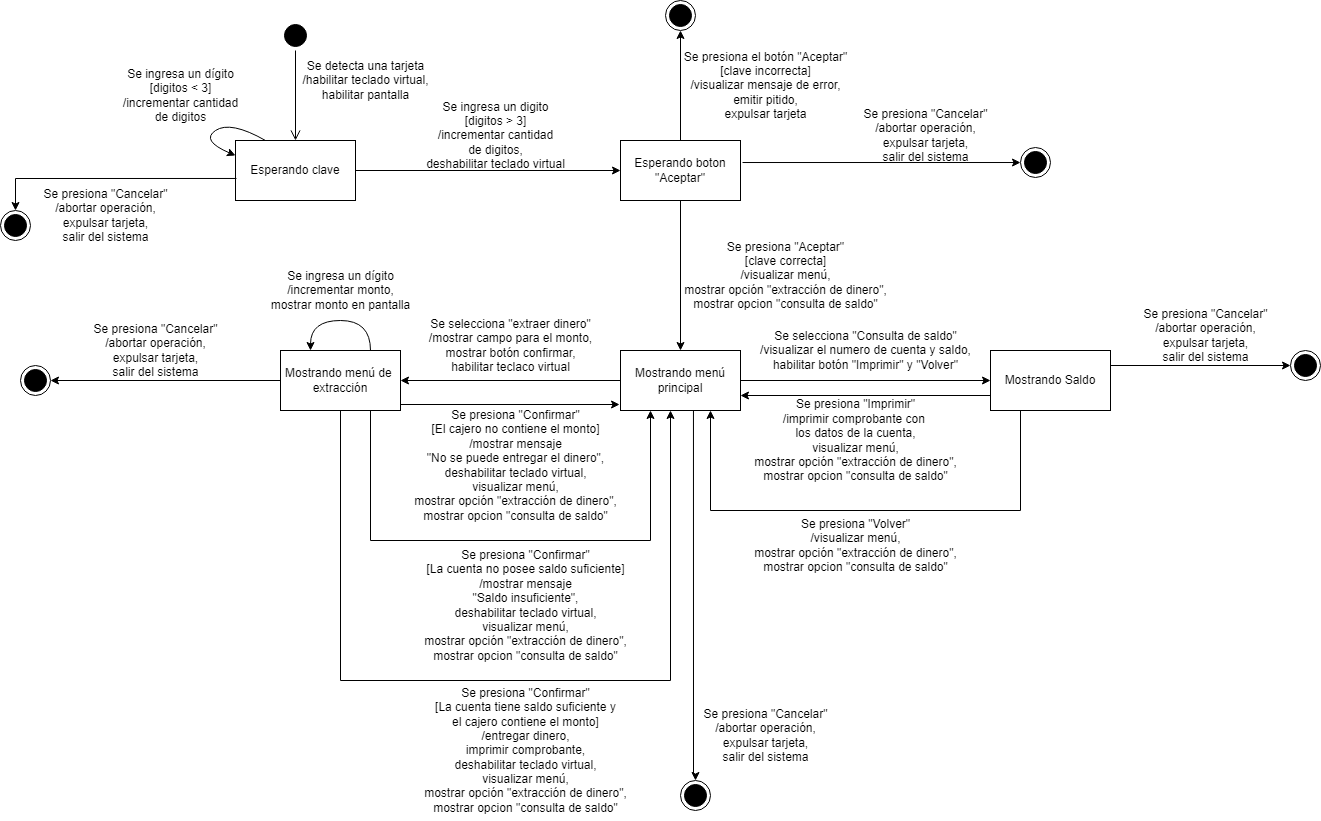 Se detecta una tarjeta
/habilitar teclado virtual,
habilitar pantalla
Se ingresa un dígito
[digitos < 3]
/incrementar cantidad
de digitos
Esperando clave
Se presiona "Cancelar"
/abortar operación,
expulsar tarjeta,
salir del sistema
Se ingresa un digito
[digitos > 3]
/incrementar cantidad
de digitos,
deshabilitar teclado virtual
Se presiona el botón "Aceptar"
[clave incorrecta]
/visualizar mensaje de error,
emitir pitido,
expulsar tarjeta
Esperando boton
"Aceptar"
Se presiona "Cancelar"
/abortar operación,
expulsar tarjeta,
salir del sistema
Se presiona "Aceptar"
[clave correcta]
/visualizar menú,
mostrar opción "extracción de dinero",
mostrar opcion "consulta de saldo"
Se ingresa un dígito
/incrementar monto,
mostrar monto en pantalla
Se presiona "Cancelar"
/abortar operación,
expulsar tarjeta,
salir del sistema
Mostrando menú de
extracción
Se selecciona "extraer dinero"
/mostrar campo para el monto,
mostrar botón confirmar,
habilitar teclaco virtual
Mostrando menú
principal
Se selecciona "Consulta de saldo"
/visualizar el numero de cuenta y saldo,
habilitar botón "Imprimir" y "Volver"
Mostrando Saldo
Se presiona "Cancelar"
/abortar operación,
expulsar tarjeta,
salir del sistema
Se presiona "Confirmar"
[El cajero no contiene el monto]
/mostrar mensaje
"No se puede entregar el dinero",
deshabilitar teclado virtual,
visualizar menú,
mostrar opción "extracción de dinero",
mostrar opcion "consulta de saldo"
Se presiona "Imprimir"
/imprimir comprobante con
los datos de la cuenta,
visualizar menú,
mostrar opción "extracción de dinero",
mostrar opcion "consulta de saldo"
Se presiona "Volver"
/visualizar menú,
mostrar opción "extracción de dinero",
mostrar opcion "consulta de saldo"
Se presiona "Confirmar"
[La cuenta no posee saldo suficiente]
/mostrar mensaje
"Saldo insuficiente",
deshabilitar teclado virtual,
visualizar menú,
mostrar opción "extracción de dinero",
mostrar opcion "consulta de saldo"
Se presiona "Confirmar"
[La cuenta tiene saldo suficiente y
el cajero contiene el monto]
/entregar dinero,
imprimir comprobante,
deshabilitar teclado virtual,
visualizar menú,
mostrar opción "extracción de dinero",
mostrar opcion "consulta de saldo"
Se presiona "Cancelar"
/abortar operación,
expulsar tarjeta,
salir del sistema